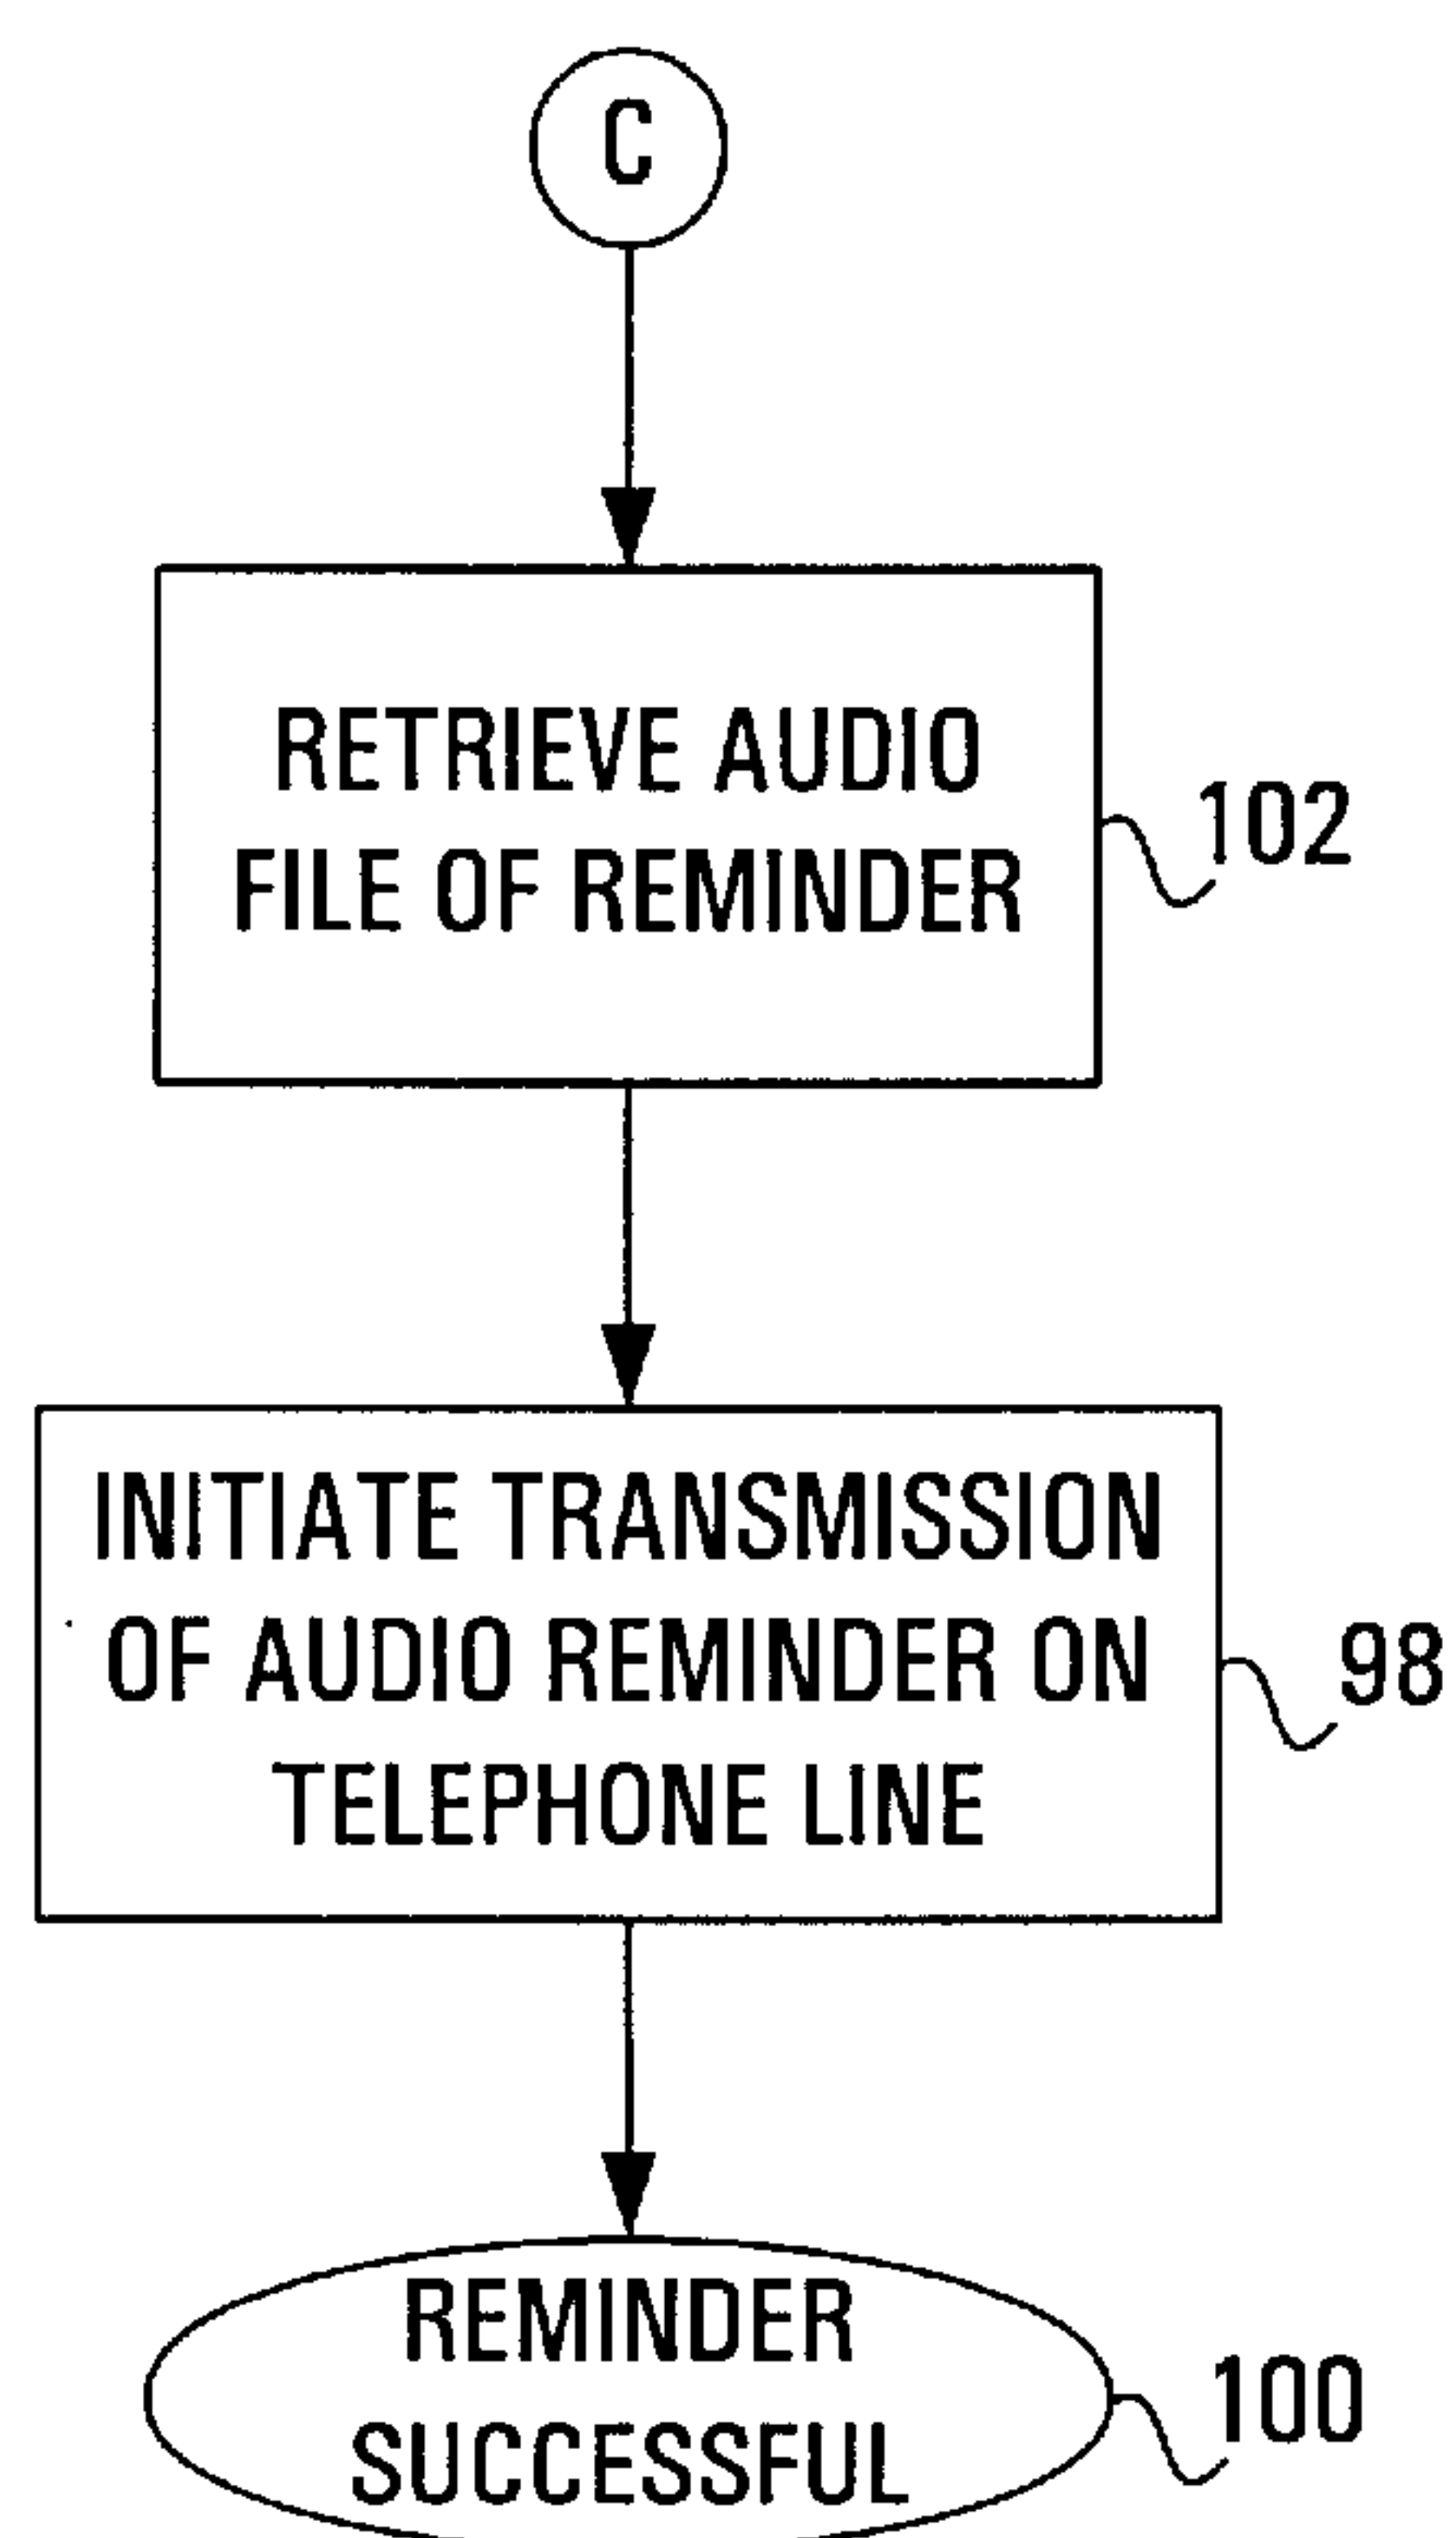 C
RETRIEVE AUDIO
FILE OF REMINDER
102
INITIATE TRANSMISSION
OF AUDIO REMINDER ON
TELEPHONE LINE
98
REMINDER
SUCCESSFUL
100